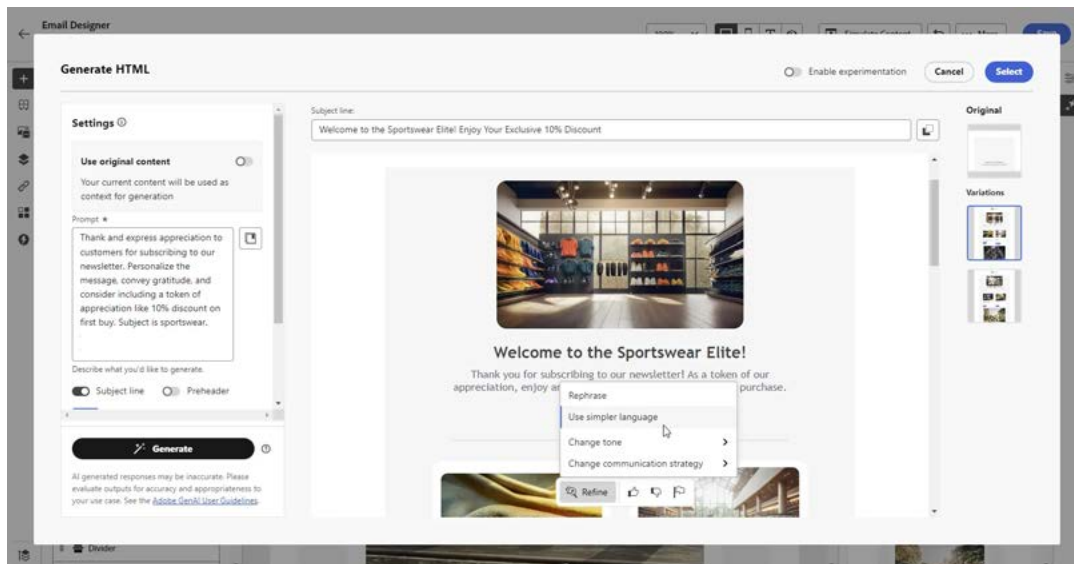 Email Designer
Simulate Content
More
Save
Generate HTML
Enable experimentation
Cancel
Select
Settings
Use original content
Your current content will be used as
context for generation
Prompt *
Thank and express appreciation to
customers for subscribing to our
newsletter. Personalize the
message, convey gratitude, and
consider including a token of
appreciation like 10% discount on
first buy. Subject is sportswear.
Describe what you'd like to generate.
Subject line
Preheader
Generate
AI generated responses may be inaccurate. Please
evaluate outputs for accuracy and appropriateness to
your use case. See the Adobe GenAI User Guidelines.
Subject line:
Welcome to the Sportswear Elite! Enjoy Your Exclusive 10% Discount
Welcome to the Sportswear Elite!
Thank you for subscribing to our newsletter! As a token of our
appreciation, enjoy purchase.
Rephrase
Use simpler language
Change tone
Change communication strategy
Refine
Original
Variations
Divider